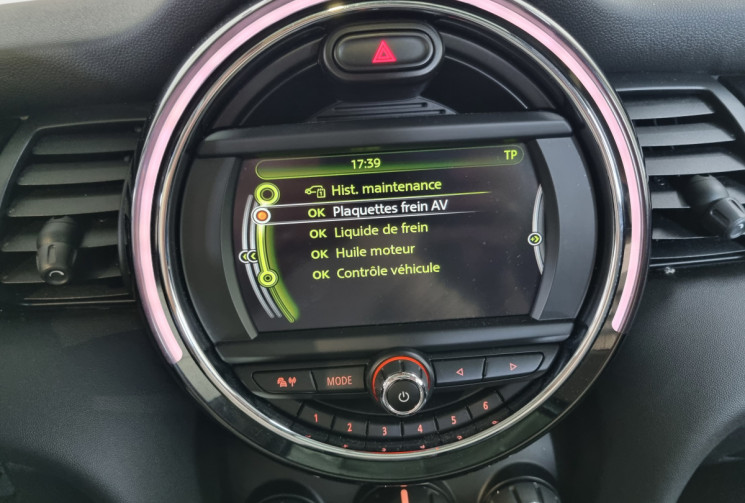 17:39 TP
Hist. maintenance
OK Plaquettes frein AV
OK Liquide de frein
OK Huile moteur
OK Contrôle véhicule
MODE
1 2 3 4 5 6